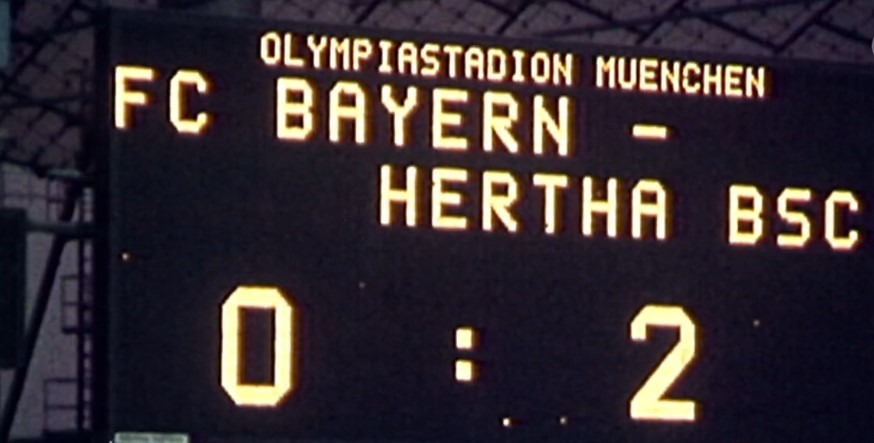 OLYMPIASTADION MUENCHEN
FC BAYERN -
HERTHA BSC
0 : 2